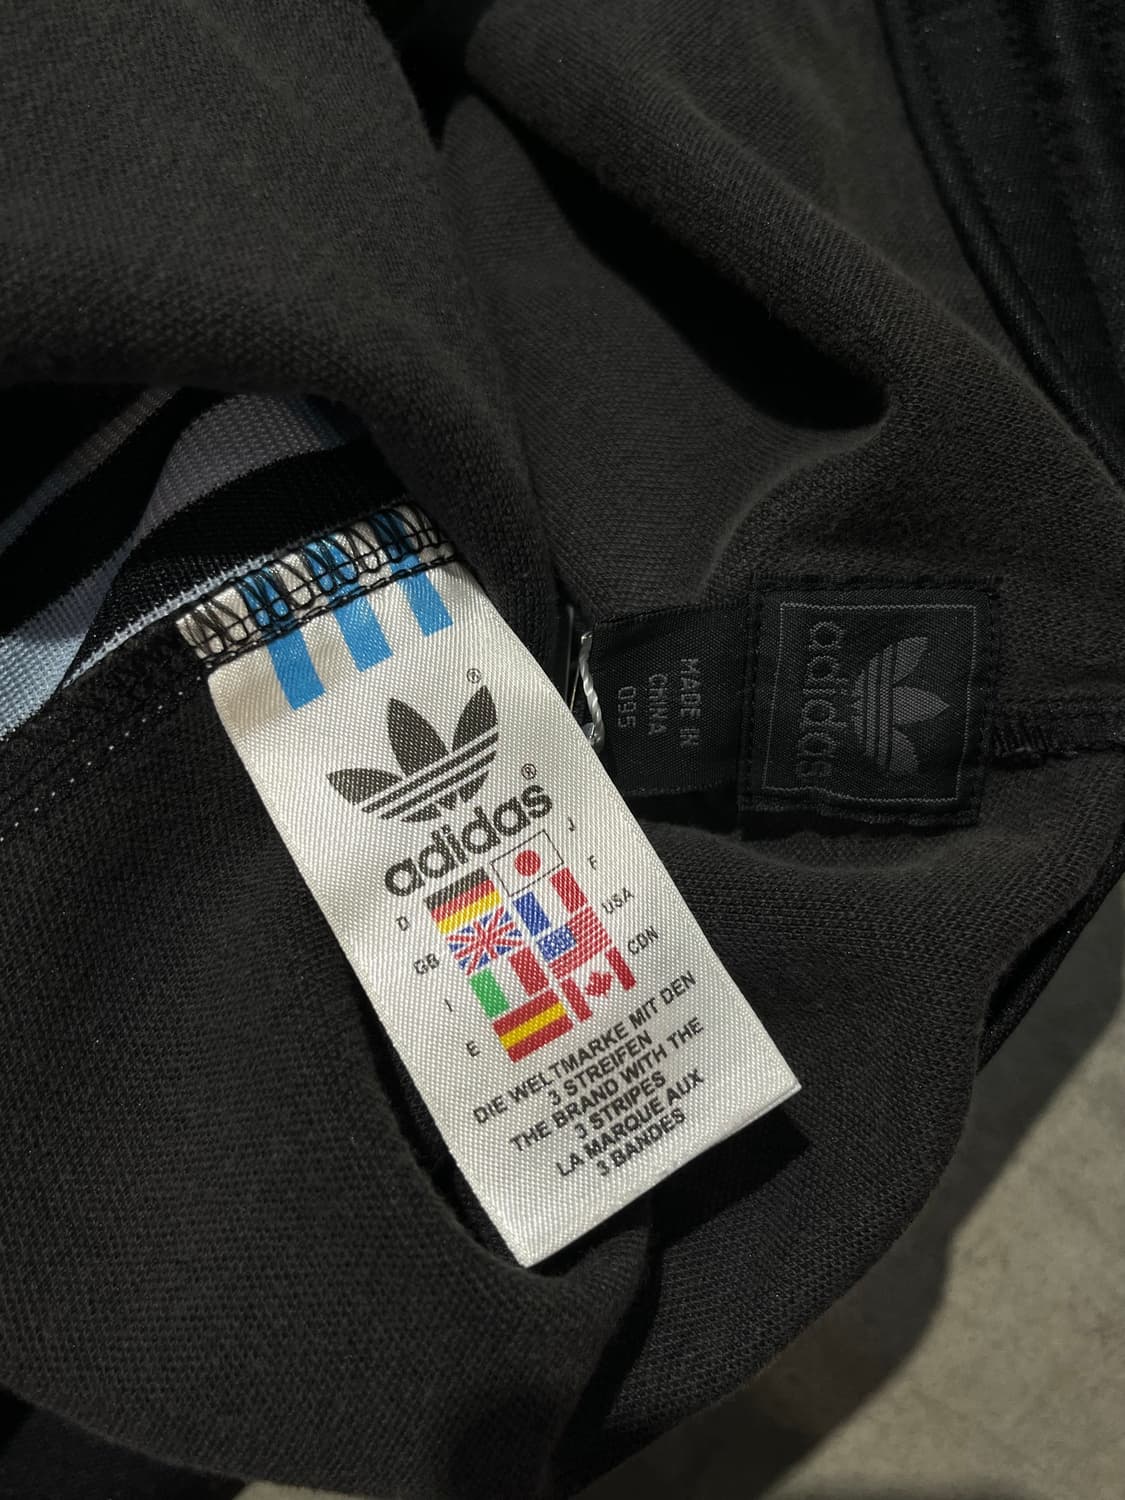 adidas
D
J
GB
F
I
USA
E
CDN
DIE WELTMARKE MIT DEN
3 STREIFEN
THE BRAND WITH THE
3 STRIPES
LA MARQUE AUX
3 BANDES
MADE IN
CHINA
095
adidas